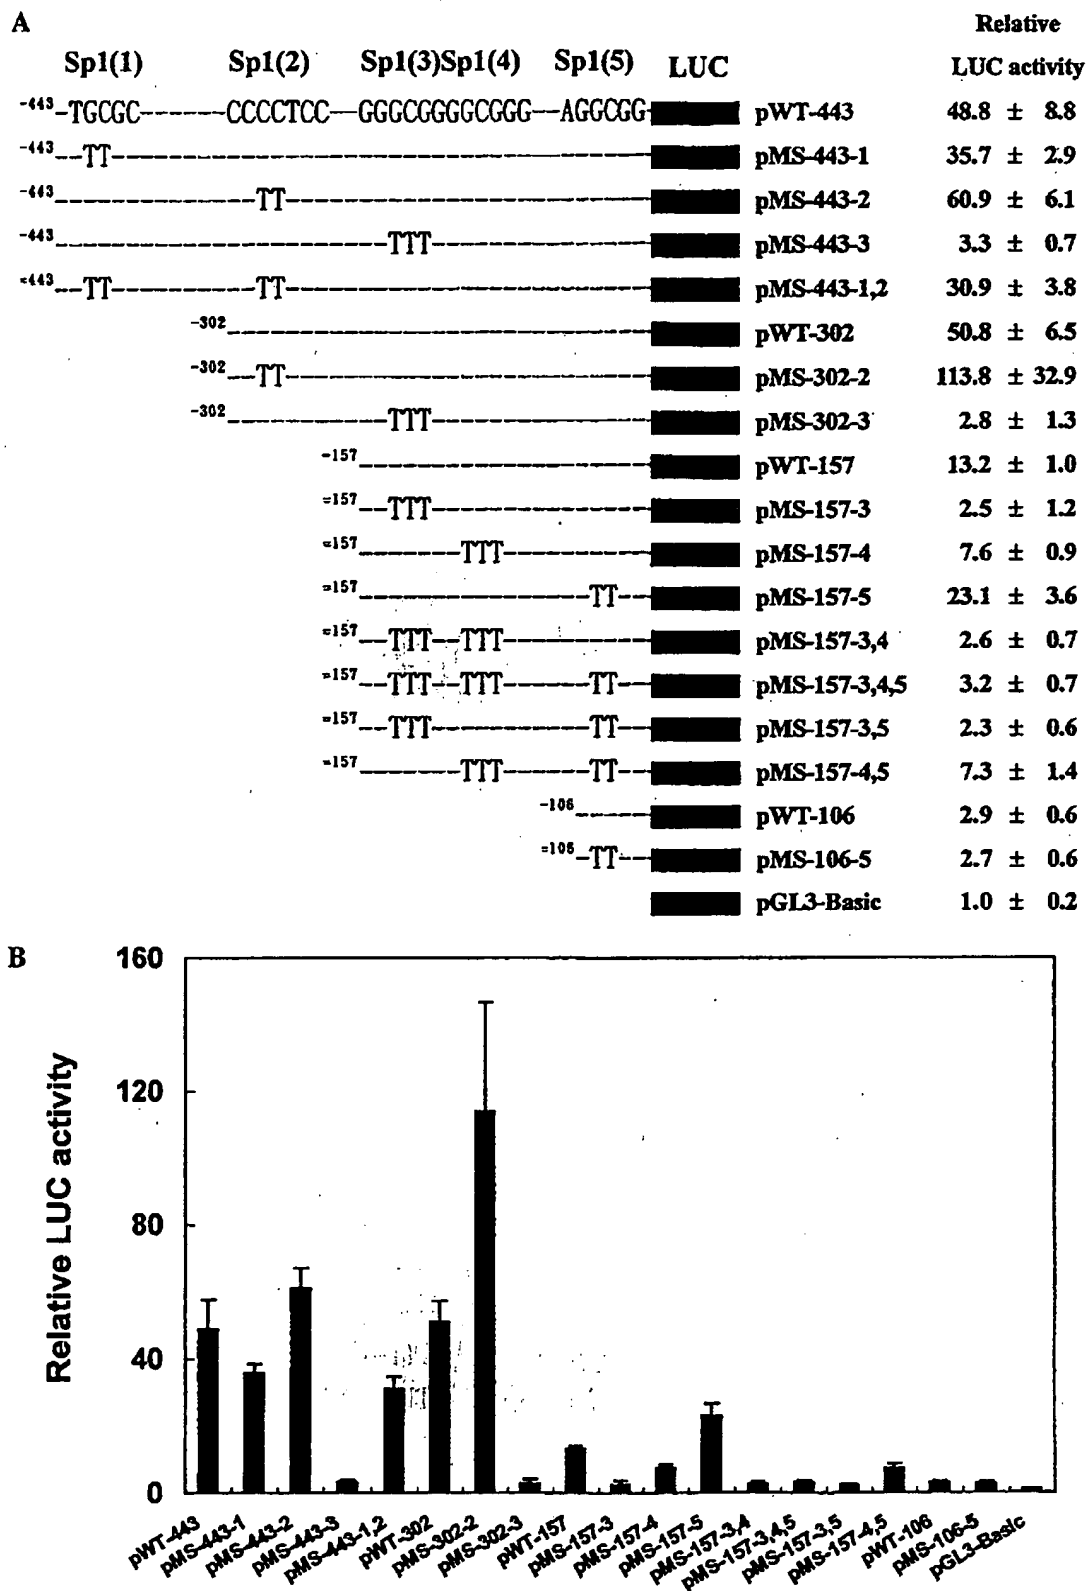 A
Relative
Sp1(1) Sp1(2) Sp1(3)Sp1(4) Sp1(5) LUC LUC activity
-443 -TGCGC------CCCCTCC--GGGCGGGGCGGG--AGGCGG pWT-443 48.8 ± 8.8
-443 TT pMS-443-1 35.7 ± 2.9
-443 TT pMS-443-2 60.9 ± 6.1
-443 TTT pMS-443-3 3.3 ± 0.7
=443 TT TT pMS-443-1,2 30.9 ± 3.8
-302 pWT-302 50.8 ± 6.5
-302 TT pMS-302-2 113.8 ± 32.9
-302 TTT pMS-302-3 2.8 ± 1.3
-157 pWT-157 13.2 ± 1.0
=157 TTT pMS-157-3 2.5 ± 1.2
=157 TTT pMS-157-4 7.6 ± 0.9
=157 TT pMS-157-5 23.1 ± 3.6
=157 TTT TTT pMS-157-3,4 2.6 ± 0.7
=157 TTT TTT TT pMS-157-3,4,5 3.2 ± 0.7
=157 TTT TT pMS-157-3,5 2.3 ± 0.6
=157 TTT TT pMS-157-4,5 7.3 ± 1.4
-106 pWT-106 2.9 ± 0.6
=106 TT pMS-106-5 2.7 ± 0.6
pGL3-Basic 1.0 ± 0.2
B
Relative LUC activity
160
120
80
40
0
pWT-443
pMS-443-1
pMS-443-2
pMS-443-3
pMS-443-1,2
pWT-302
pMS-302-2
pMS-302-3
pWT-157
pMS-157-3
pMS-157-4
pMS-157-5
pMS-157-3,4
pMS-157-3,4,5
pMS-157-3,5
pMS-157-4,5
pWT-106
pMS-106-5
pGL3-Basic